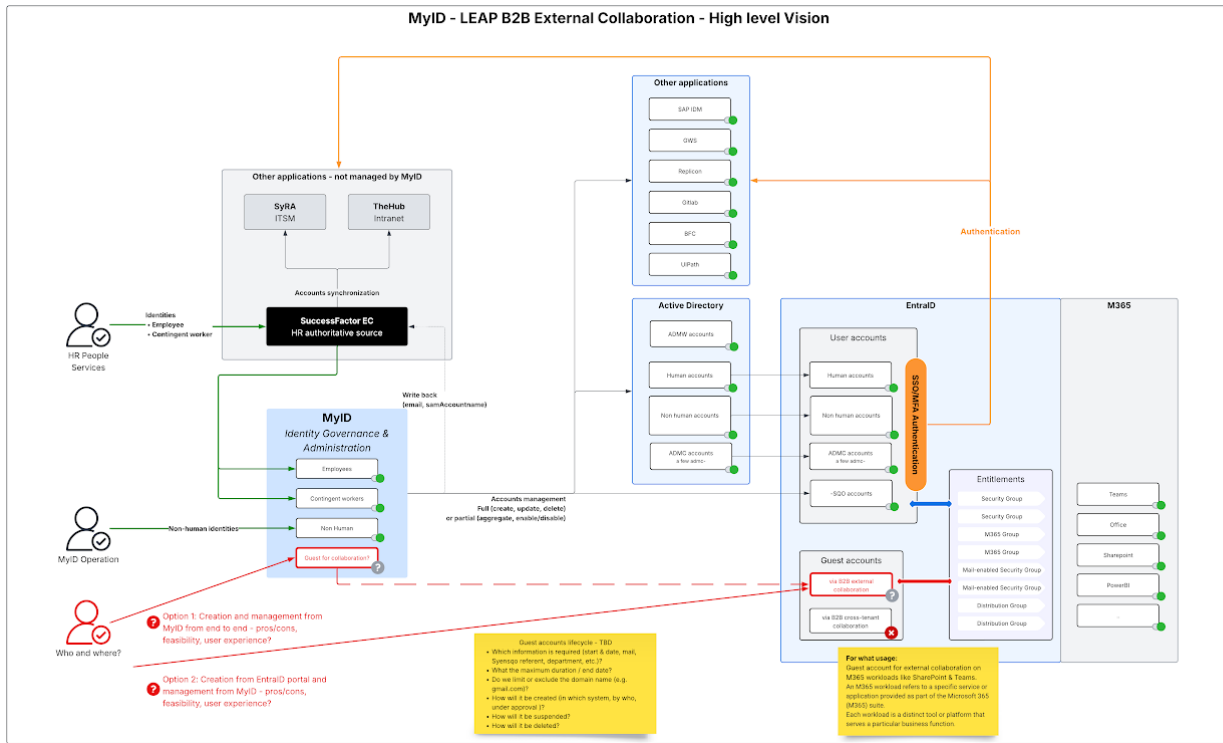 MyID - LEAP B2B External Collaboration - High level Vision
Other applications
SAP IDM
GWS
Replicon
Gitlab
BFC
UIPath
Other applications - not managed by MyID
SyRA
ITSM
TheHub
Intranet
Accounts synchronization
SuccessFactor EC
HR authoritative source
Identities
• Employee
• Contingent worker
HR People
Services
Authentication
Write back
(email, samAccountname)
MyID
Identity Governance &
Administration
Employees
Contingent workers
Non Human
Guest for collaboration?
?
Non-human identities
MyID Operation
Accounts management
Full (create, update, delete)
or partial (aggregate, enable/disable)
Active Directory
ADMW accounts
Human accounts
Non human accounts
ADMC accounts
a few admc-
EntraID
User accounts
Human accounts
Non human accounts
ADMC accounts
a few admc-
-SQO accounts
SSO/MFA Authentication
Guest accounts
via B2B external
collaboration
?
via B2B cross-tenant
collaboration
Entitlements
Security Group
Security Group
M365 Group
M365 Group
Mail-enabled Security Group
Mail-enabled Security Group
Distribution Group
Distribution Group
M365
Teams
Office
Sharepoint
PowerBI
Who and where?
? Option 1: Creation and management from
MyID from end to end - pros/cons,
feasibility, user experience?
? Option 2: Creation from EntraID portal and
management from MyID - pros/cons,
feasibility, user experience?
Guest accounts lifecycle - TBD
• Which information is required (start & date, mail,
Syensqo referent, department, etc.)?
• What the maximum duration / end date?
• Do we limit or exclude the domain name (e.g.
gmail.com)?
• How will it be created (in which system, by who,
under approval )?
• How will it be suspended?
• How will it be deleted?
For what usage:
Guest account for external collaboration on
M365 workloads like SharePoint & Teams.
An M365 workload refers to a specific service or
application provided as part of the Microsoft 365
(M365) suite.
Each workload is a distinct tool or platform that
serves a particular business function.